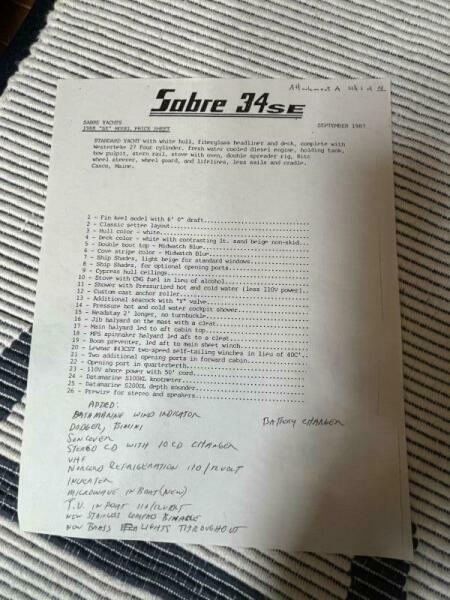 Attachment A
Sabre 34SE
SABRE YACHTS
1988 "SE" MODEL PRICE SHEET
SEPTEMBER 1987
STANDARD YACHT with white hull, fiberglass headliner and deck, complete with
Westerbeke 27 four cylinder, fresh water cooled diesel engine, holding tank,
bow pulpit, stern rail, stove with oven, double spreader rig,
wheel steerer, wheel guard, and lifelines, less sails and cradle.
Casco, Maine.
1 - Fin keel model with 6' 0" draft
2 - Classic settee layout
3 - Hull color - white
4 - Deck color - white with contrasting lt. sand beige non-skid
5 - Double boot top - Midwatch Blue
6 - Cove stripe color - Midwatch Blue
7 - Ship Shades, light beige for standard windows
8 - Ship Shades, for optional opening ports
9 - Cypress hull ceilings
10 - Stove with CNG fuel in lieu of alcohol
11 - Shower with Pressurized hot and cold water (less 110V power)
12 - Custom cast anchor roller
13 - Additional seacock with "Y" valve
14 - Pressure hot and cold water cockpit shower
15 - Headstay 2' longer, no turnbuckle
16 - Jib halyard on the mast with a cleat
17 - Main halyard led to aft cabin top
18 - MPS spinnaker halyard led aft to a cleat
19 - Boom preventer, led aft to main sheet winch
20 - Lewmar #43CST two-speed self-tailing winches in lieu of 40C'
21 - Two additional opening ports in forward cabin
22 - Opening port in quarterberth
23 - 110V shore power with 50' cord
24 - Datamarine S100KL knotmeter
25 - Datamarine S200DL depth sounder
26 - Prewire for stereo and speakers
ADDED:
DATAMARINE WIND INDICATOR
BATTERY CHARGER
DODGER, BIMINI
SUN COVER
STEREO CD WITH 10 CD CHANGER
VHF
NORCOLD REFRIGERATION 110/12VOLT
INVERTER
MICROWAVE IN BOAT (NEW)
T.V. IN BOAT 110/12VOLT
NEW STAINLESS COMPASS BINNACLE
NEW BRASS LIGHTS THROUGHOUT